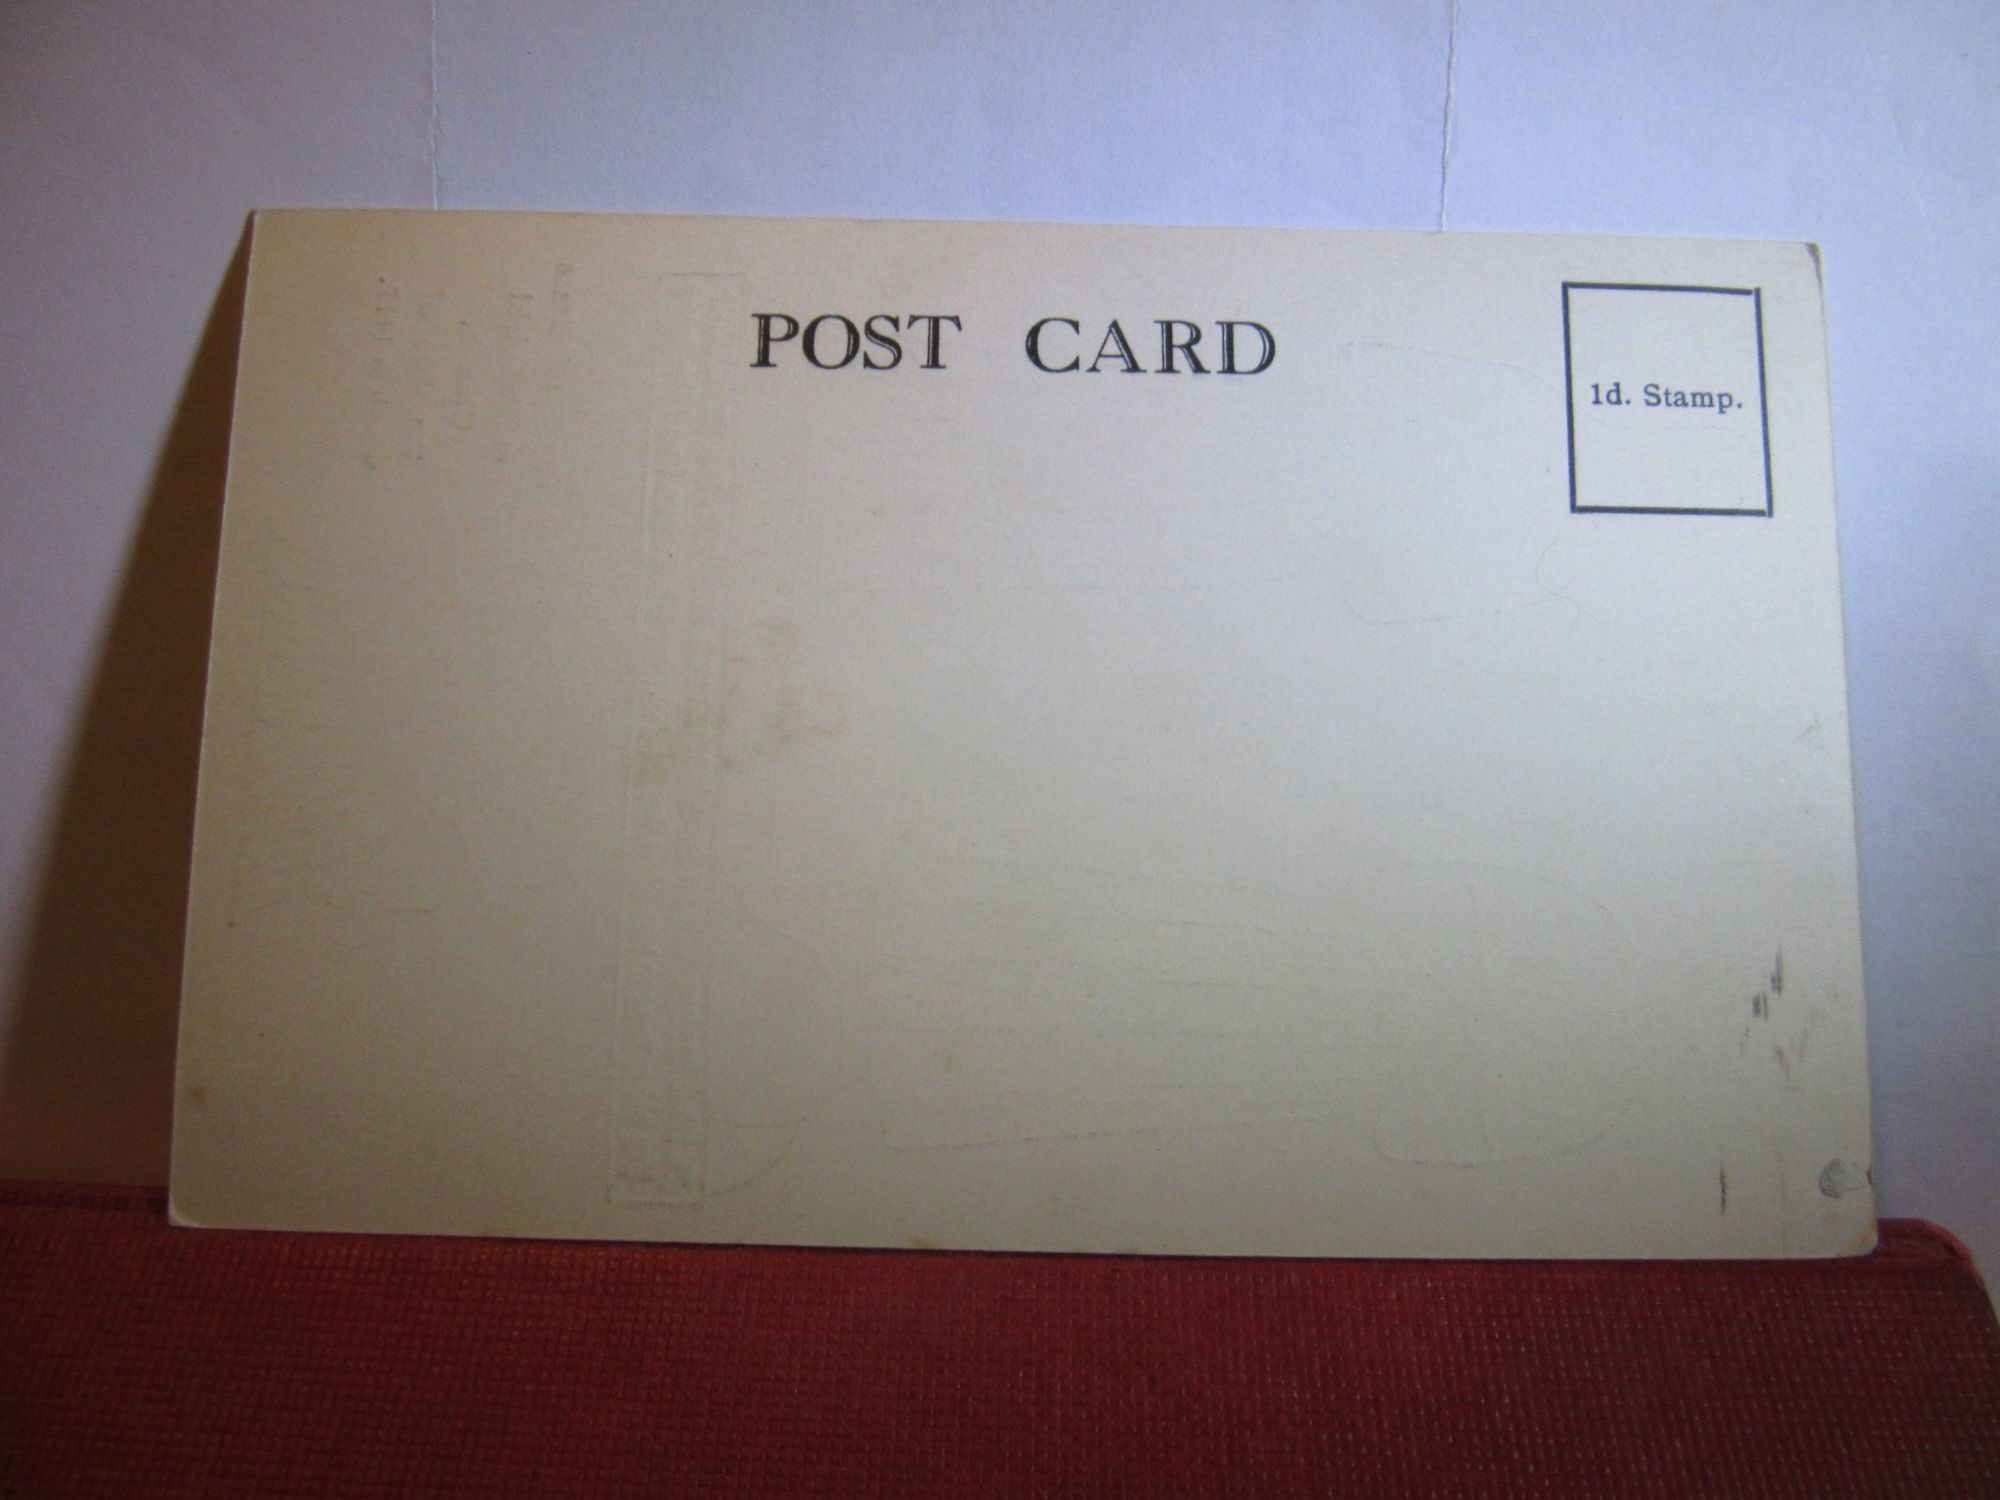 POST CARD
1d. Stamp.